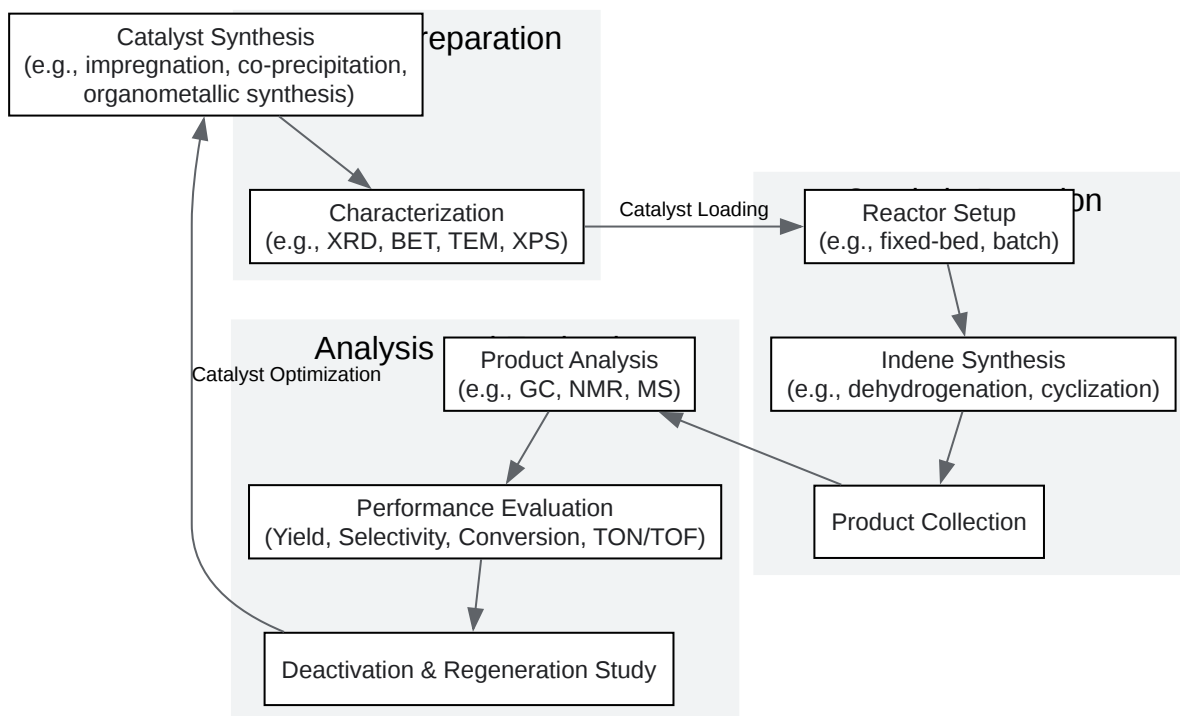 Catalyst Synthesis
(e.g., impregnation, co-precipitation,
organometallic synthesis)
Characterization
(e.g., XRD, BET, TEM, XPS)
Catalyst Loading
Reactor Setup
(e.g., fixed-bed, batch)
Indene Synthesis
(e.g., dehydrogenation, cyclization)
Product Collection
Analysis
Product Analysis
(e.g., GC, NMR, MS)
Catalyst Optimization
Performance Evaluation
(Yield, Selectivity, Conversion, TON/TOF)
Deactivation & Regeneration Study